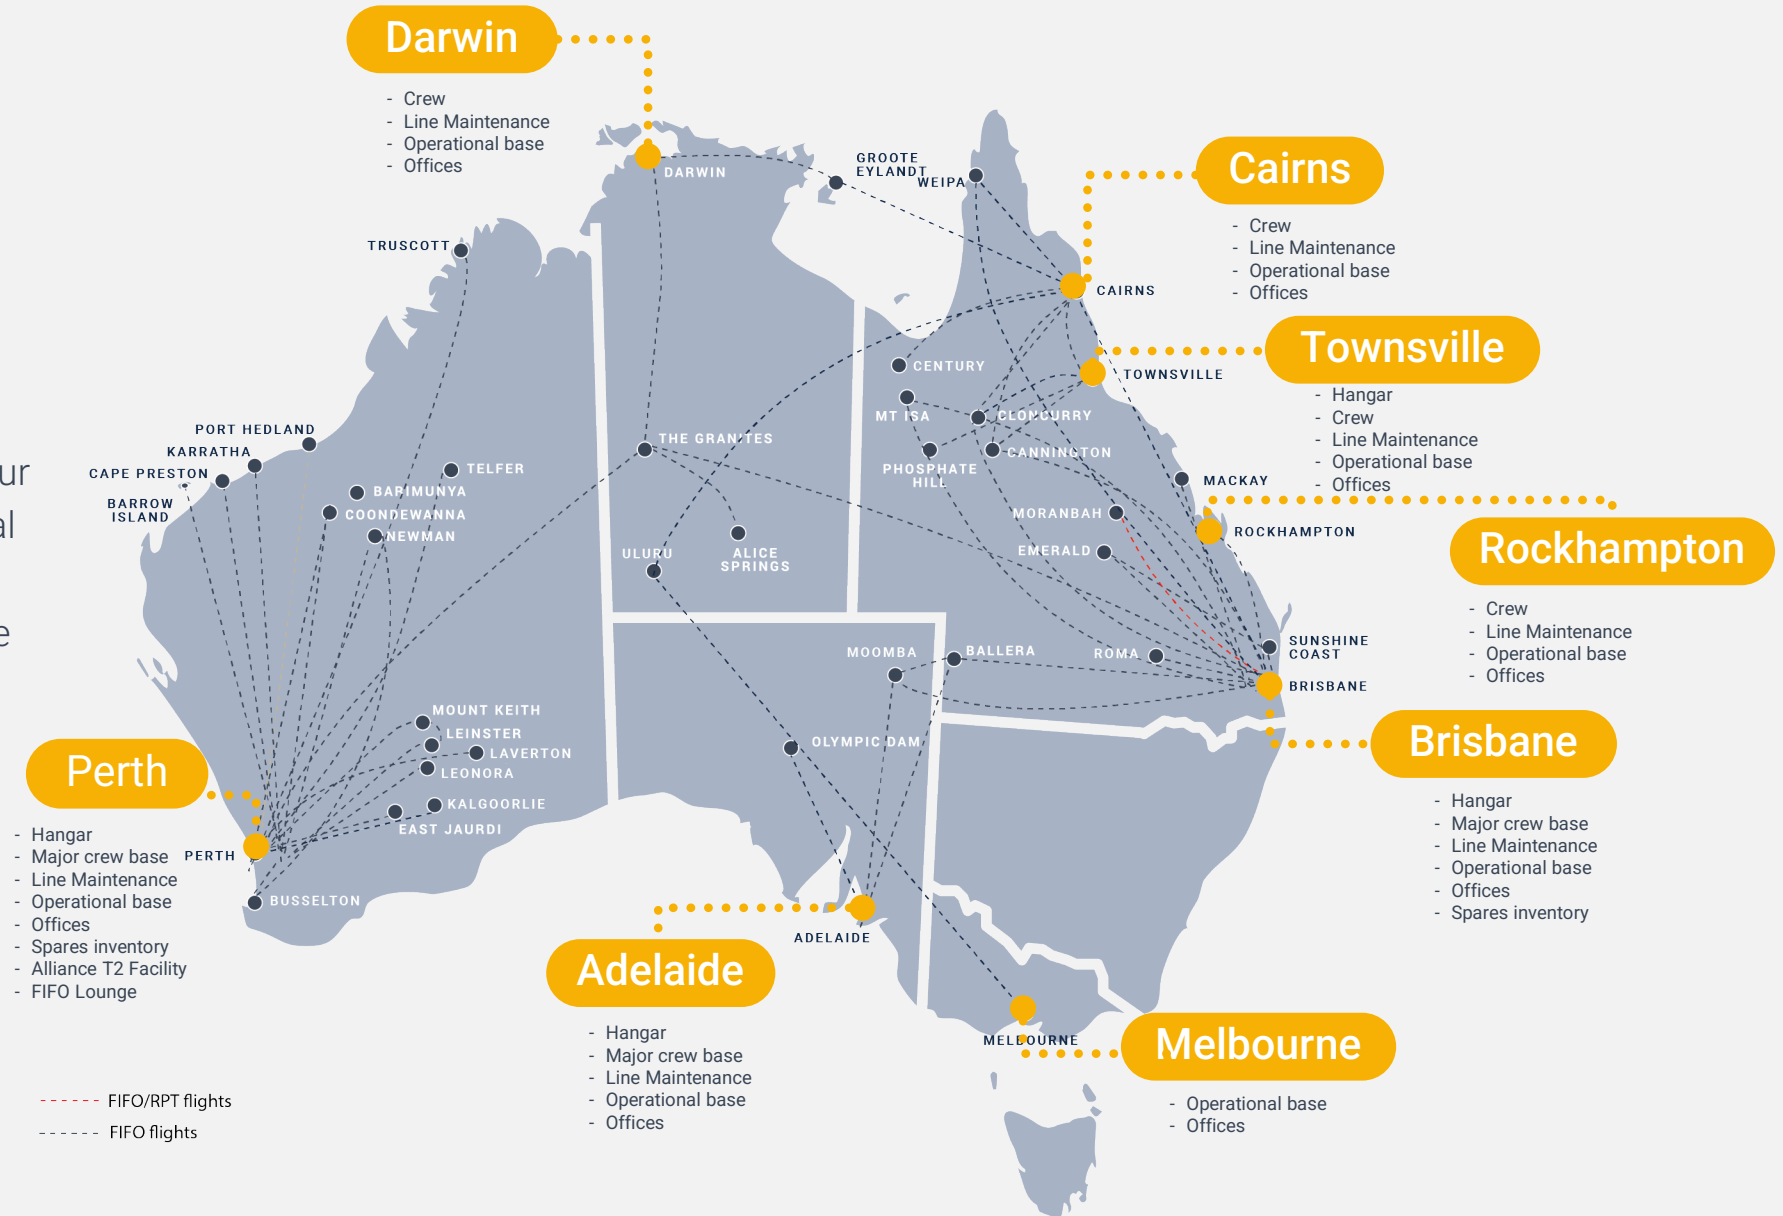 Darwin
- Crew
- Line Maintenance
- Operational base
- Offices
DARWIN
GROOTE
EYLANDT
WEIPA
Cairns
- Crew
- Line Maintenance
- Operational base
- Offices
TRUSCOTT
CAIRNS
Townsville
- Hangar
- Crew
- Line Maintenance
- Operational base
- Offices
CENTURY
TOWNSVILLE
MT ISA
CLONCURRY
THE GRANITES
CANNINGTON
PHOSPHATE
HILL
PORT HEDLAND
KARRATHA
CAPE PRESTON
BARROW
ISLAND
TELFER
BARIMUNYA
COONDEWANNA
NEWMAN
ur
al
e
MACKAY
MORANBAH
ROCKHAMPTON
EMERALD
ULURU
ALICE
SPRINGS
Rockhampton
- Crew
- Line Maintenance
- Operational base
- Offices
MOOMBA
BALLERA
ROMA
SUNSHINE
COAST
BRISBANE
MOUNT KEITH
LEINSTER
LAVERTON
LEONORA
KALGOORLIE
EAST JAURDI
OLYMPIC DAM
Brisbane
- Hangar
- Major crew base
- Line Maintenance
- Operational base
- Offices
- Spares inventory
Perth
- Hangar
- Major crew base
- Line Maintenance
- Operational base
- Offices
- Spares inventory
- Alliance T2 Facility
- FIFO Lounge
PERTH
BUSSELTON
ADELAIDE
Adelaide
- Hangar
- Major crew base
- Line Maintenance
- Operational base
- Offices
MELBOURNE
Melbourne
- Operational base
- Offices
FIFO/RPT flights
FIFO flights